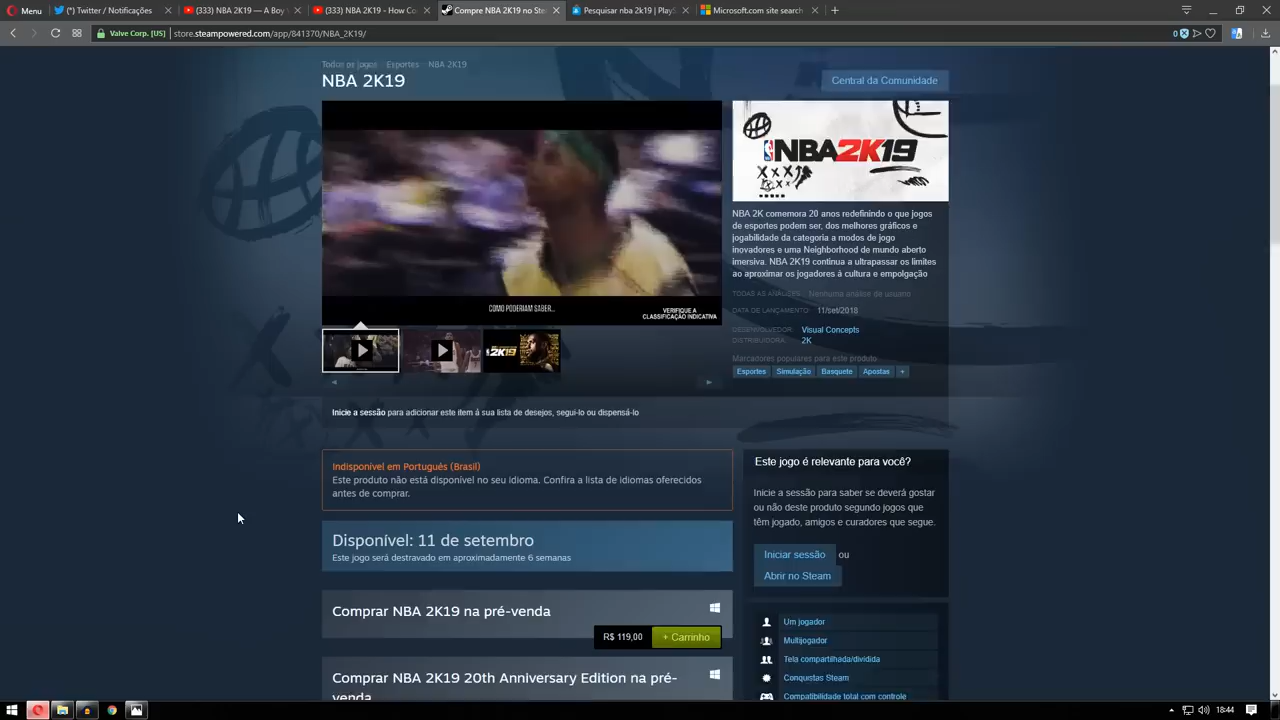 Menu
(*) Twitter / Notificações
(333) NBA 2K19 — A Boy
(333) NBA 2K19 - How Co
Compre NBA 2K19 no Ste
Pesquisar nba 2k19 | PlayS
Microsoft.com site search
Valve Corp. [US]
store.steampowered.com/app/841370/NBA_2K19/
0
Todos os jogos Esportes NBA 2K19
NBA 2K19
Central da Comunidade
COMO PODERIAM SABER...
VERIFIQUE A
CLASSIFICAÇÃO INDICATIVA
2K19
NBA2K19
NBA 2K comemora 20 anos redefinindo o que jogos
de esportes podem ser, dos melhores gráficos e
jogabilidade da categoria a modos de jogo
inovadores e uma Neighborhood de mundo aberto
imersiva. NBA 2K19 continua a ultrapassar os limites
ao aproximar os jogadores à cultura e empolgação
TODAS AS ANÁLISES: Nenhuma análise de usuário
DATA DE LANÇAMENTO: 11/set/2018
DESENVOLVEDOR: Visual Concepts
DISTRIBUIDORA: 2K
Marcadores populares para este produto
Esportes Simulação Basquete Apostas +
Inicie a sessão para adicionar este item à sua lista de desejos, segui-lo ou dispensá-lo
Indisponível em Português (Brasil)
Este produto não está disponível no seu idioma. Confira a lista de idiomas oferecidos
antes de comprar.
Disponível: 11 de setembro
Este jogo será destravado em aproximadamente 6 semanas
Comprar NBA 2K19 na pré-venda
R$ 119,00 + Carrinho
Comprar NBA 2K19 20th Anniversary Edition na pré-
venda
Este jogo é relevante para você?
Inicie a sessão para saber se deverá gostar
ou não deste produto segundo jogos que
têm jogado, amigos e curadores que segue.
Iniciar sessão ou
Abrir no Steam
Um jogador
Multijogador
Tela compartilhada/dividida
Conquistas Steam
Compatibilidade total com controle
18:44